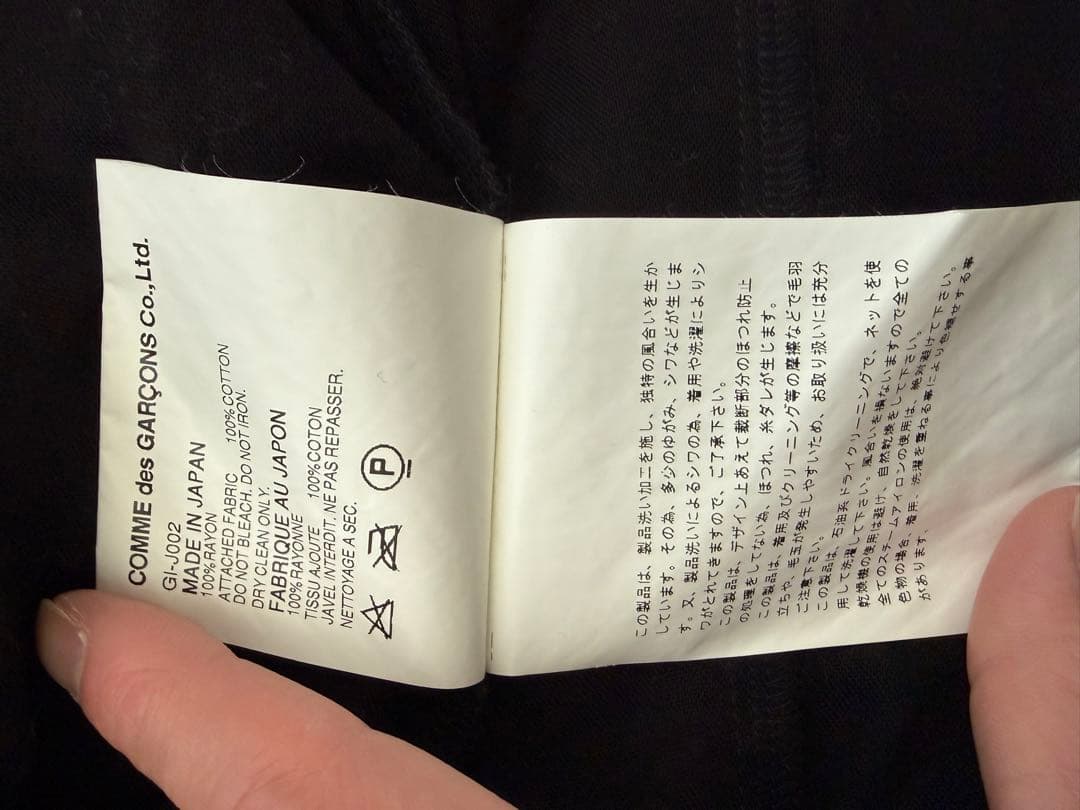 COMME des GARÇONS Co.,Ltd.
GI-J002
MADE IN JAPAN
100%RAYON
ATTACHED FABRIC 100%COTTON
DO NOT BLEACH. DO NOT IRON.
DRY CLEAN ONLY.
FABRIQUE AU JAPON
100%RAYONNE
TISSU AJOUTE 100%COTON
JAVEL INTERDIT. NE PAS REPASSER.
NETTOYAGE A SEC.
P
この製品は、製品洗い加工を施し、独特の風合いを生か
しています。その為、多少のゆがみ、シワなどが生じま
す。又、製品洗いによるシワの為、着用や洗濯によりシ
ワがとれてきますので、ご了承下さい。
この製品は、デザイン上あえて裁断部分のほつれ防止
の処理をしてない為、ほつれ、糸ダレが生じます。
この製品は、着用及びクリーニング等の摩擦などで毛羽
立ちや、毛玉が発生しやすいため、お取り扱いには充分
ご注意下さい。
この製品は、石油系ドライクリーニングで、ネットを使
用して洗濯して下さい。風合いを損ないますので全ての
乾燥機の使用は避け、自然乾燥をして下さい。
全てのスチームアイロンの使用は、絶対避けて下さい。
色物の場合、着用、洗濯を重ねる事により色褪せする事
があります。